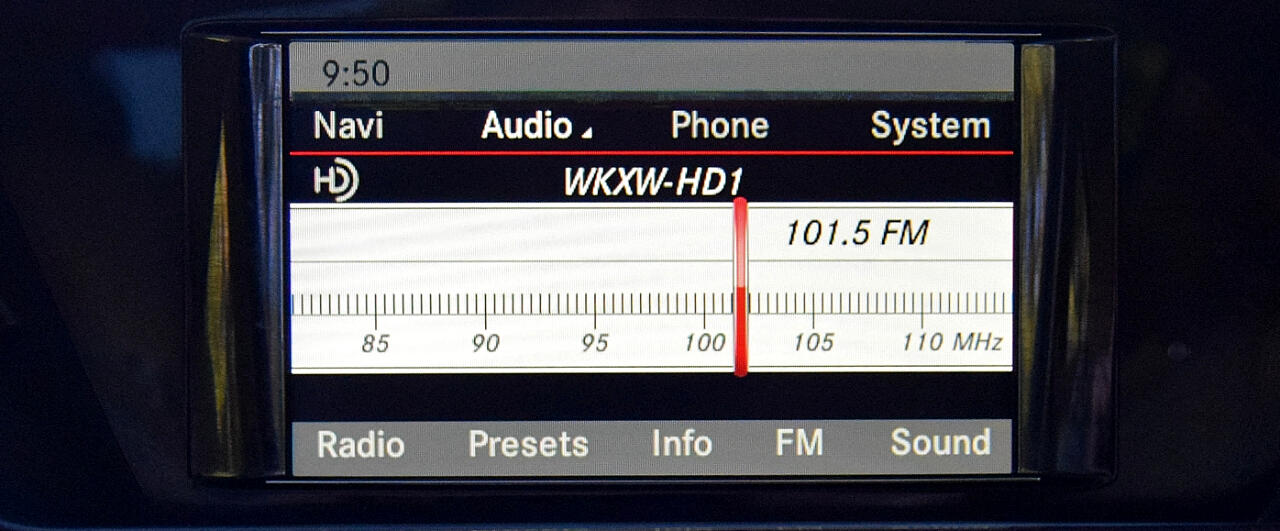 9:50
Navi Audio Phone System
HD WKXW-HD1
101.5 FM
85 90 95 100 105 110 MHz
Radio Presets Info FM Sound